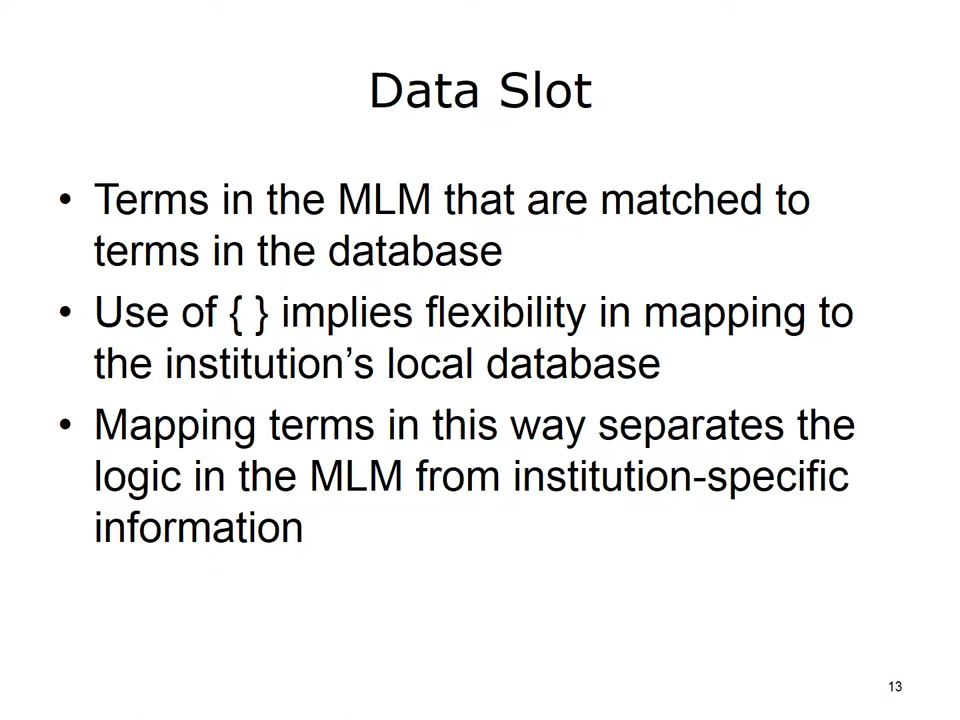 Data Slot
• Terms in the MLM that are matched to
terms in the database
• Use of { } implies flexibility in mapping to
the institution’s local database
• Mapping terms in this way separates the
logic in the MLM from institution-specific
information
13